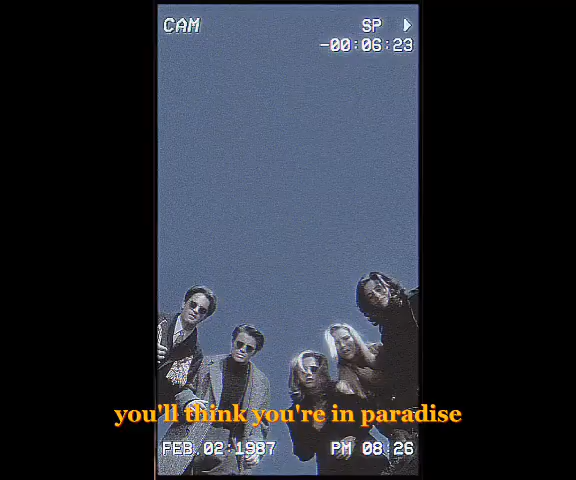 CAM
SP
-00:06:23
you'll think you're in paradise
FEB.02.1987
PM 08:26